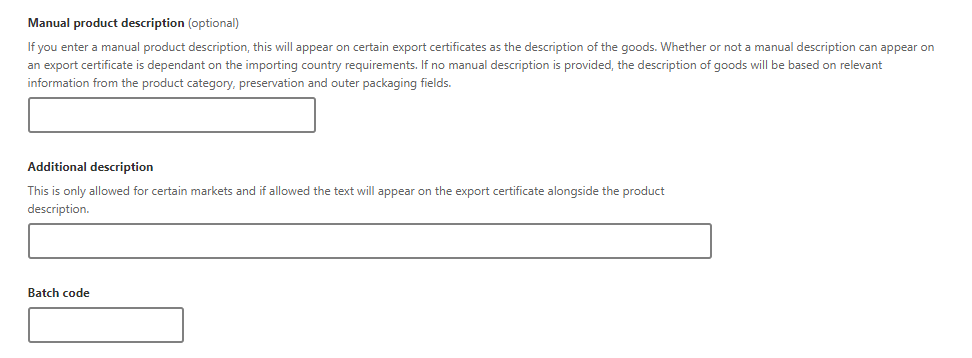 Manual product description (optional)
If you enter a manual product description, this will appear on certain export certificates as the description of the goods. Whether or not a manual description can appear on
an export certificate is dependant on the importing country requirements. If no manual description is provided, the description of goods will be based on relevant
information from the product category, preservation and outer packaging fields.
Additional description
This is only allowed for certain markets and if allowed the text will appear on the export certificate alongside the product
description.
Batch code